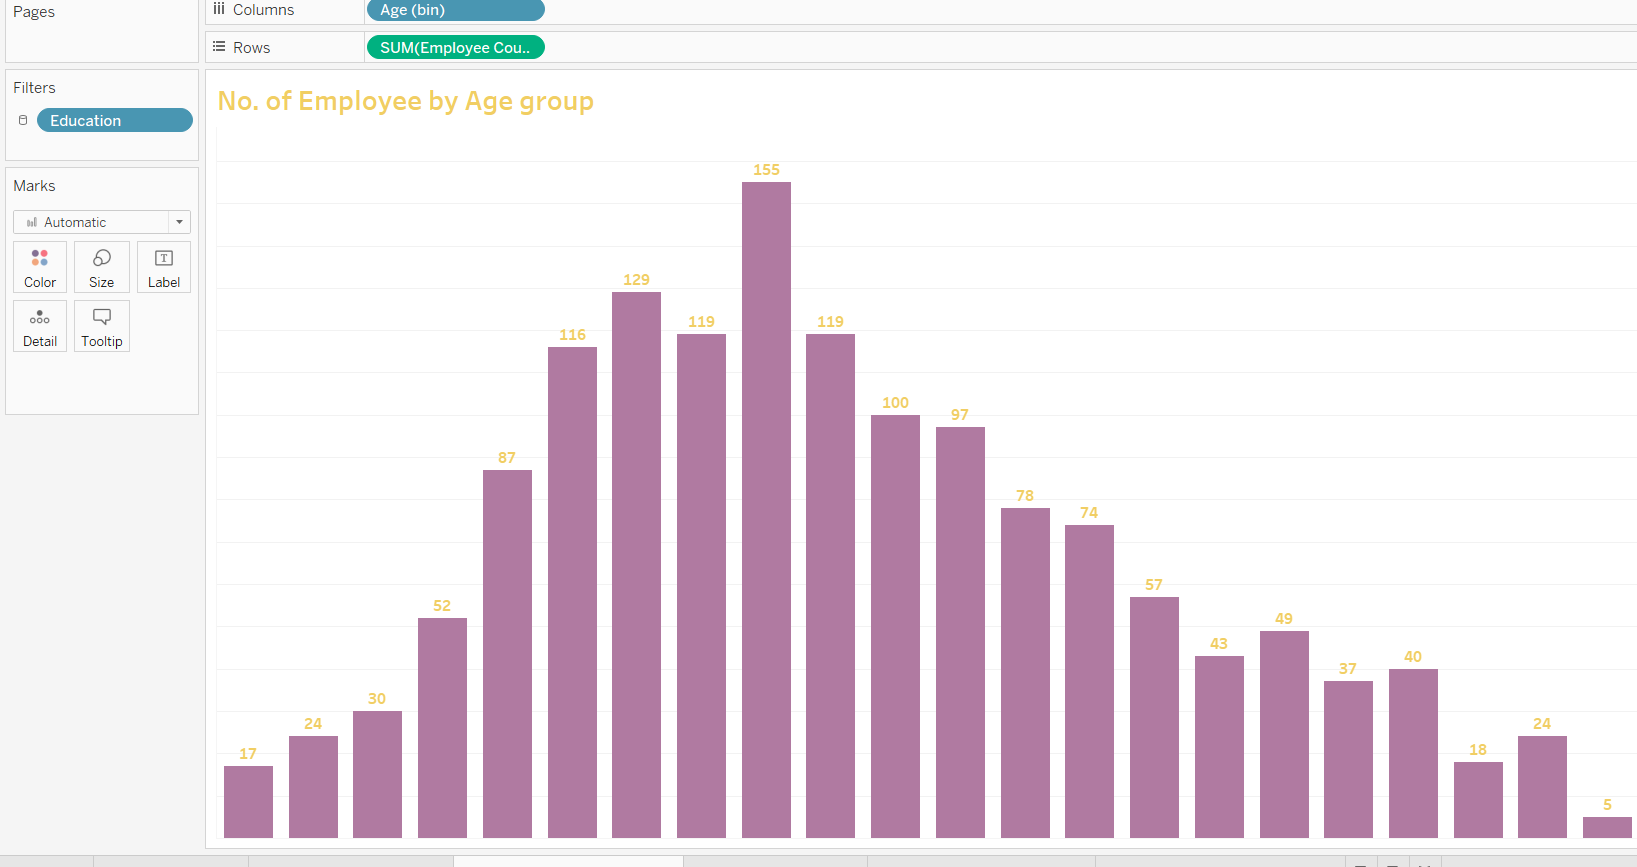 Pages
Columns
Age (bin)
Rows
SUM(Employee Cou..
Filters
Education
Marks
Automatic
Color
Size
Label
Detail
Tooltip
No. of Employee by Age group
17
24
30
52
87
116
129
119
155
119
100
97
78
74
57
43
49
37
40
18
24
5